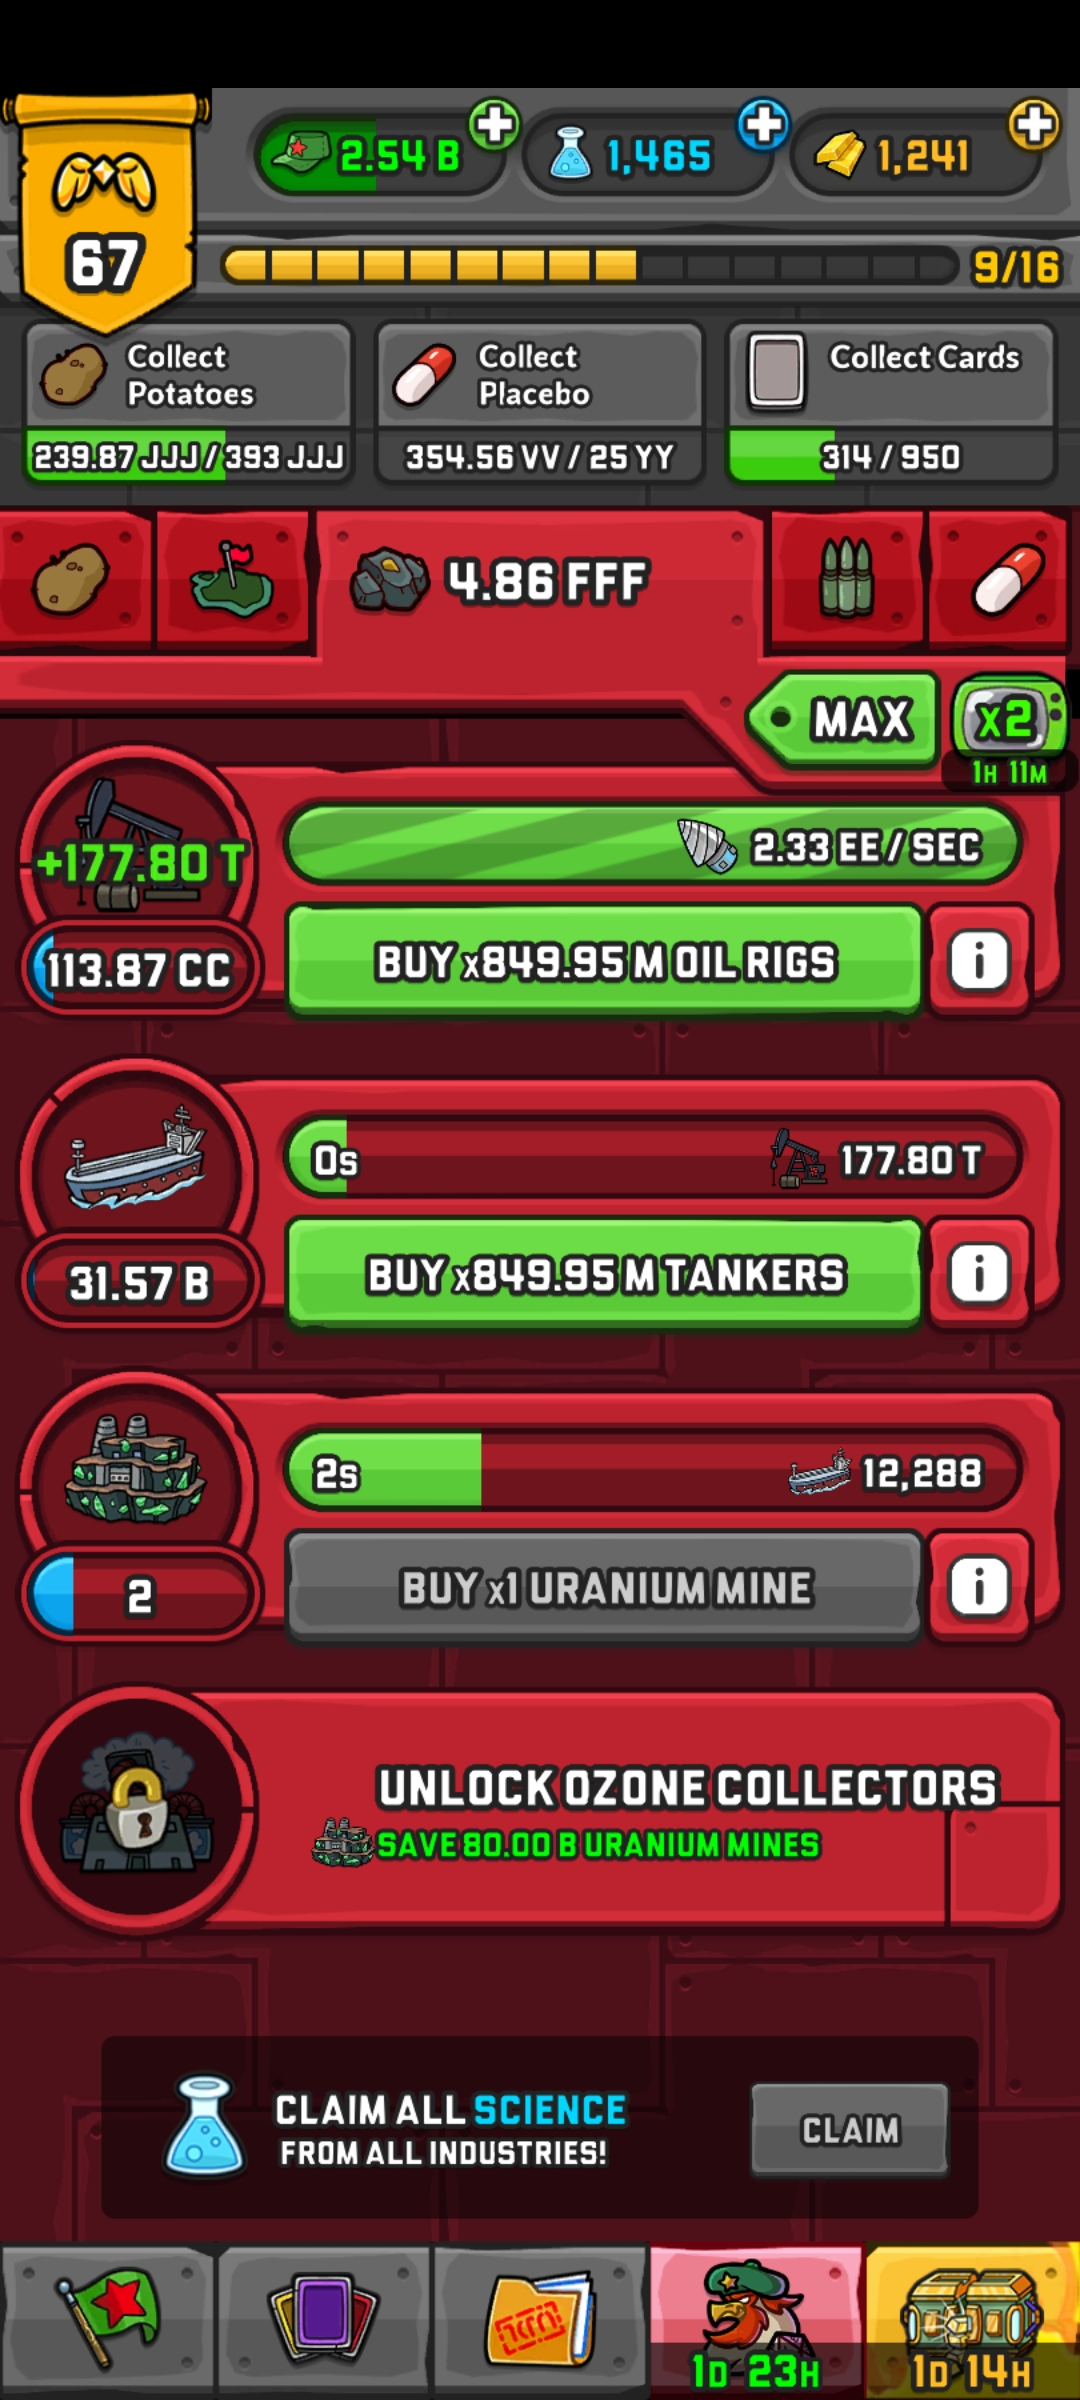 2.54 B
1,465
1,241
67
9/16
Collect
Potatoes
239.87 JJJ / 393 JJJ
Collect
Placebo
354.56 VV / 25 YY
Collect Cards
314 / 950
4.86 FFF
MAX
x2
1H 11M
+177.80 T
2.33 EE / SEC
113.87 CC
BUY x849.95 M OIL RIGS
i
0s
177.80 T
31.57 B
BUY x849.95 M TANKERS
i
2s
12,288
2
BUY x1 URANIUM MINE
i
UNLOCK OZONE COLLECTORS
SAVE 80.00 B URANIUM MINES
CLAIM ALL SCIENCE
FROM ALL INDUSTRIES!
CLAIM
1D 23H
1D 14H